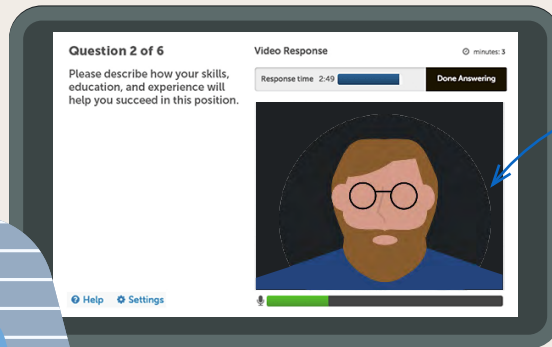 Question 2 of 6
Please describe how your skills,
education, and experience will
help you succeed in this position.
Help Settings
Video Response
minutes: 3
Response time 2:49
Done Answering